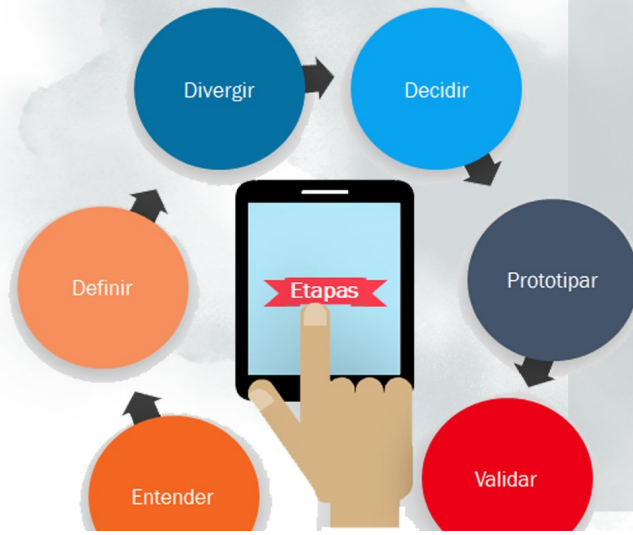 Divergir
Decidir
Definir
Etapas
Prototipar
Entender
Validar